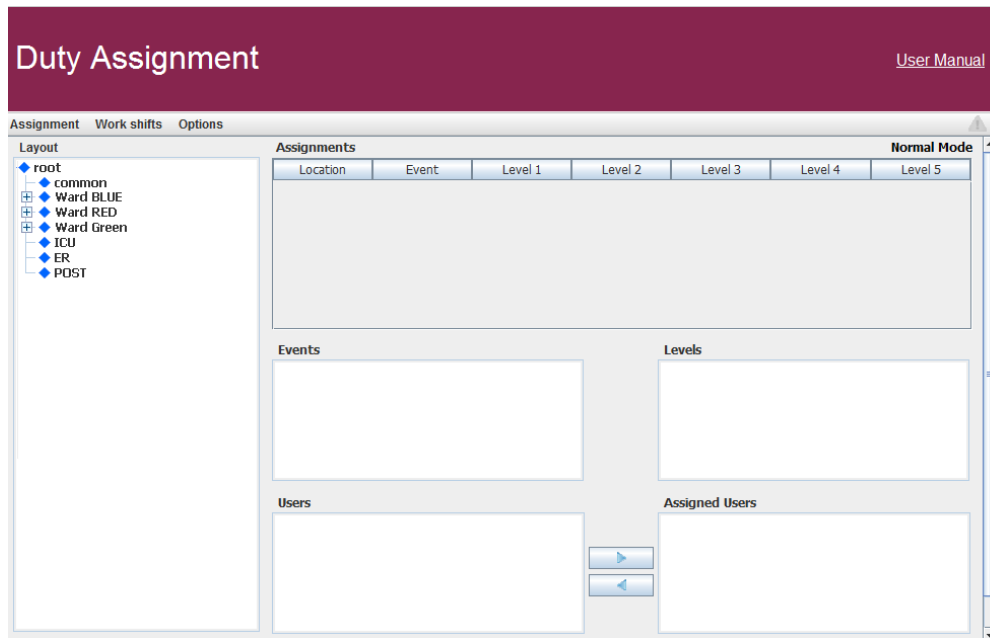 Duty Assignment
User Manual
Assignment Work shifts Options
Layout
root
common
Ward BLUE
Ward RED
Ward Green
ICU
ER
POST
Assignments Normal Mode
Location Event Level 1 Level 2 Level 3 Level 4 Level 5
Events Levels
Users Assigned Users